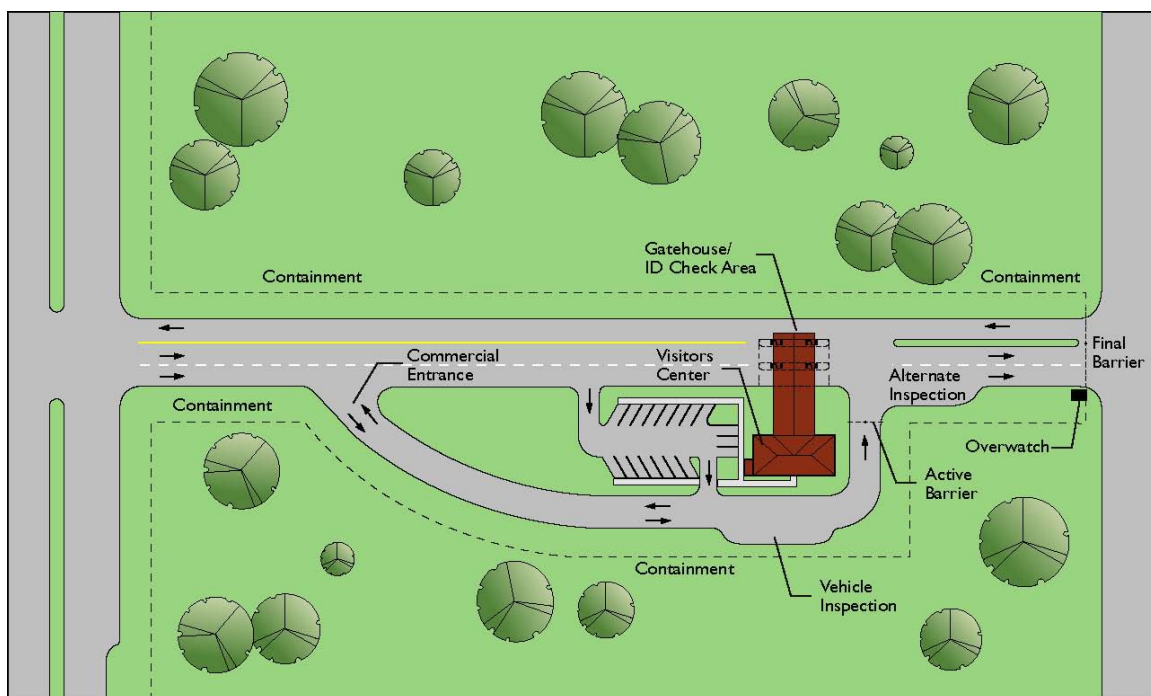 Gatehouse/
ID Check Area
Containment
Containment
Commercial
Entrance
Visitors
Center
Final
Barrier
Alternate
Inspection
Containment
Overwatch
Active
Barrier
Containment
Vehicle
Inspection